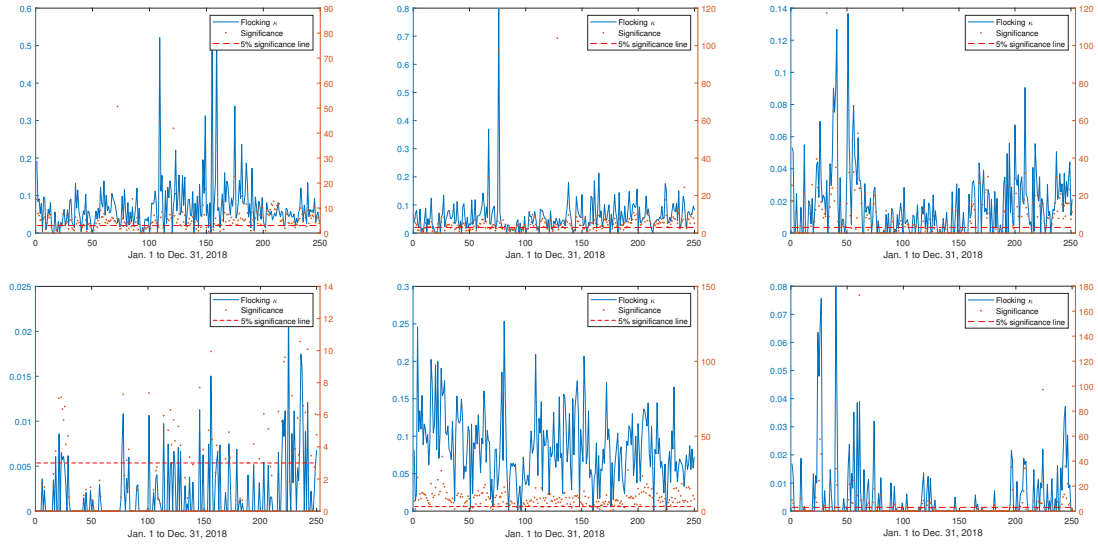 0.6 90
0.5 80
70
0.4 60
0.3 50
40
0.2 30
20
0.1 10
0 0
0 50 100 150 200 250
Jan. 1 to Dec. 31, 2018
Flocking κ
Significance
5% significance line
0.8 120
0.7
0.6 100
0.5 80
0.4 60
0.3
0.2 40
0.1 20
0 0
0 50 100 150 200 250
Jan. 1 to Dec. 31, 2018
Flocking κ
Significance
5% significance line
0.14 120
0.12 100
0.1
0.08 80
0.06 60
0.04 40
0.02 20
0 0
0 50 100 150 200 250
Jan. 1 to Dec. 31, 2018
Flocking κ
Significance
5% significance line
0.025 14
0.02 12
10
0.015 8
0.01 6
0.005 4
2
0 0
0 50 100 150 200 250
Jan. 1 to Dec. 31, 2018
Flocking κ
Significance
5% significance line
0.3 150
0.25
0.2 100
0.15
0.1 50
0.05
0 0
0 50 100 150 200 250
Jan. 1 to Dec. 31, 2018
Flocking κ
Significance
5% significance line
0.08 180
0.07 160
0.06 140
0.05 120
100
0.04 80
0.03 60
0.02 40
0.01 20
0 0
0 50 100 150 200 250
Jan. 1 to Dec. 31, 2018
Flocking κ
Significance
5% significance line